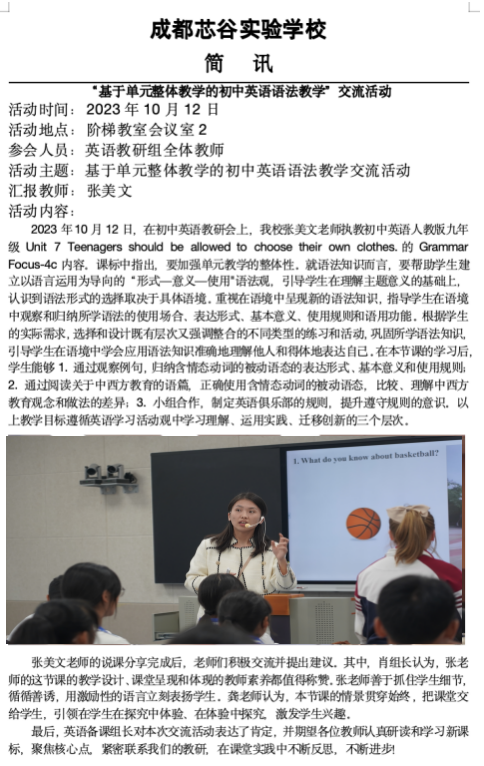 成都芯谷实验学校
简 讯
“基于单元整体教学的初中英语语法教学”交流活动
活动时间： 2023 年 10 月 12 日
活动地点： 阶梯教室会议室 2
参会人员： 英语教研组全体教师
活动主题： 基于单元整体教学的初中英语语法教学交流活动
汇报教师： 张美文
活动内容：
2023 年10 月 12 日，在初中英语教研会上，我校张美文老师执教初中英语人教版九年
级 Unit 7 Teenagers should be allowed to choose their own clothes. 的 Grammar
Focus-4c 内容。课标中指出，要加强单元教学的整体性。就语法知识而言，要帮助学生建
立以语言运用为导向的 “形式—意义—使用”语法观，引导学生在理解主题意义的基础上，
认识到语法形式的选择取决于具体语境。重视在语境中呈现新的语法知识，指导学生在语境
中观察和归纳所学语法的使用场合、表达形式、基本意义、使用规则和语用功能。根据学生
的实际需求，选择和设计既有层次又强调整合的不同类型的练习和活动，巩固所学语法知识，
引导学生在语境中学会应用语法知识准确地理解他人和得体地表达自己。在本节课的学习后，
学生能够 1. 通过观察例句，归纳含情态动词的被动语态的表达形式、基本意义和使用规则；
2. 通过阅读关于中西方教育的语篇，正确使用含情态动词的被动语态，比较、理解中西方
教育观念和做法的差异；3. 小组合作，制定英语俱乐部的规则，提升遵守规则的意识。以
上教学目标遵循英语学习活动观中学习理解、运用实践、迁移创新的三个层次。
1. What do you know about basketball?
张美文老师的说课分享完成后，老师们积极交流并提出建议。其中，肖组长认为，张老
师的这节课的教学设计、课堂呈现和体现的教师素养都值得称赞。张老师善于抓住学生细节，
循循善诱，用激励性的语言立刻表扬学生。龚老师认为，本节课的情景贯穿始终，把课堂交
给学生，引领在学生在探究中体验、在体验中探究，激发学生兴趣。
最后，英语备课组长对本次交流活动表达了肯定，并期望各位教师认真研读和学习新课
标，聚焦核心点，紧密联系我们的教研，在课堂实践中不断反思，不断进步!